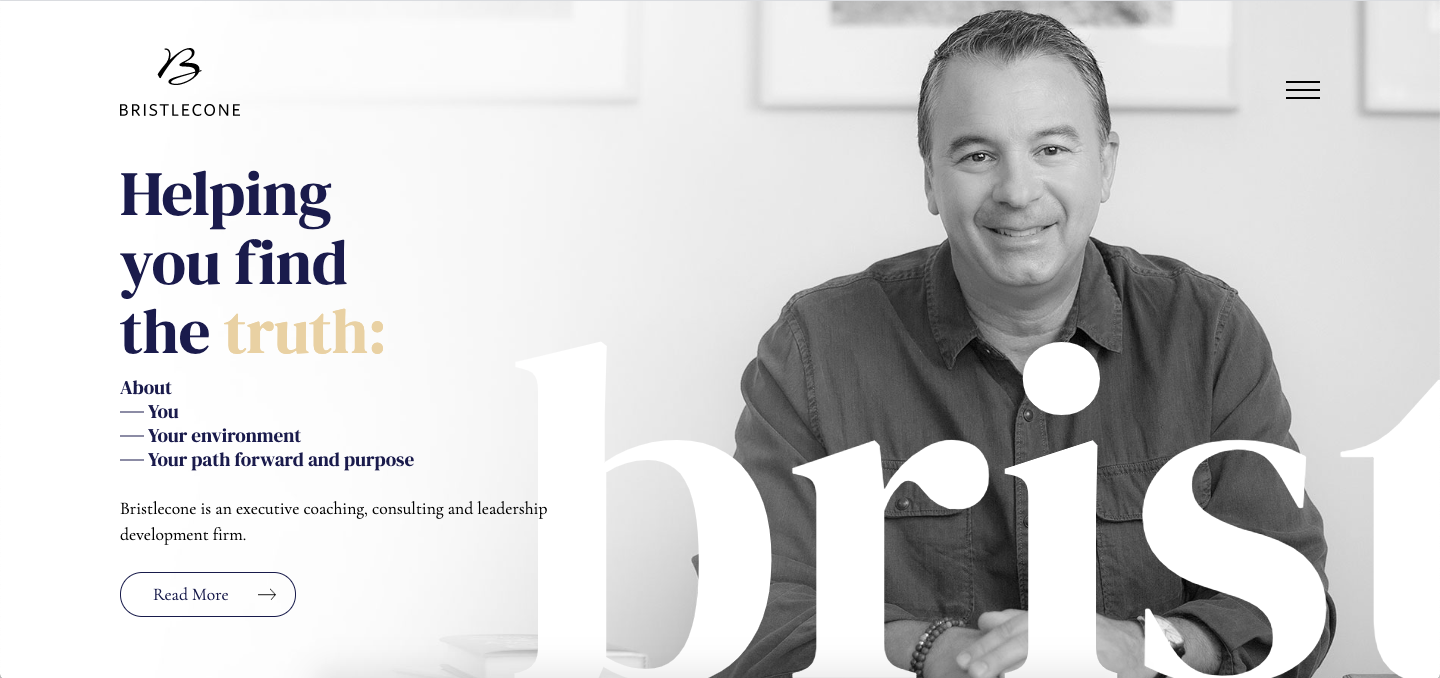 B
BRISTLECONE
Helping
you find
the truth:
About
— You
— Your environment
— Your path forward and purpose
Bristlecone is an executive coaching, consulting and leadership
development firm.
Read More →
brist